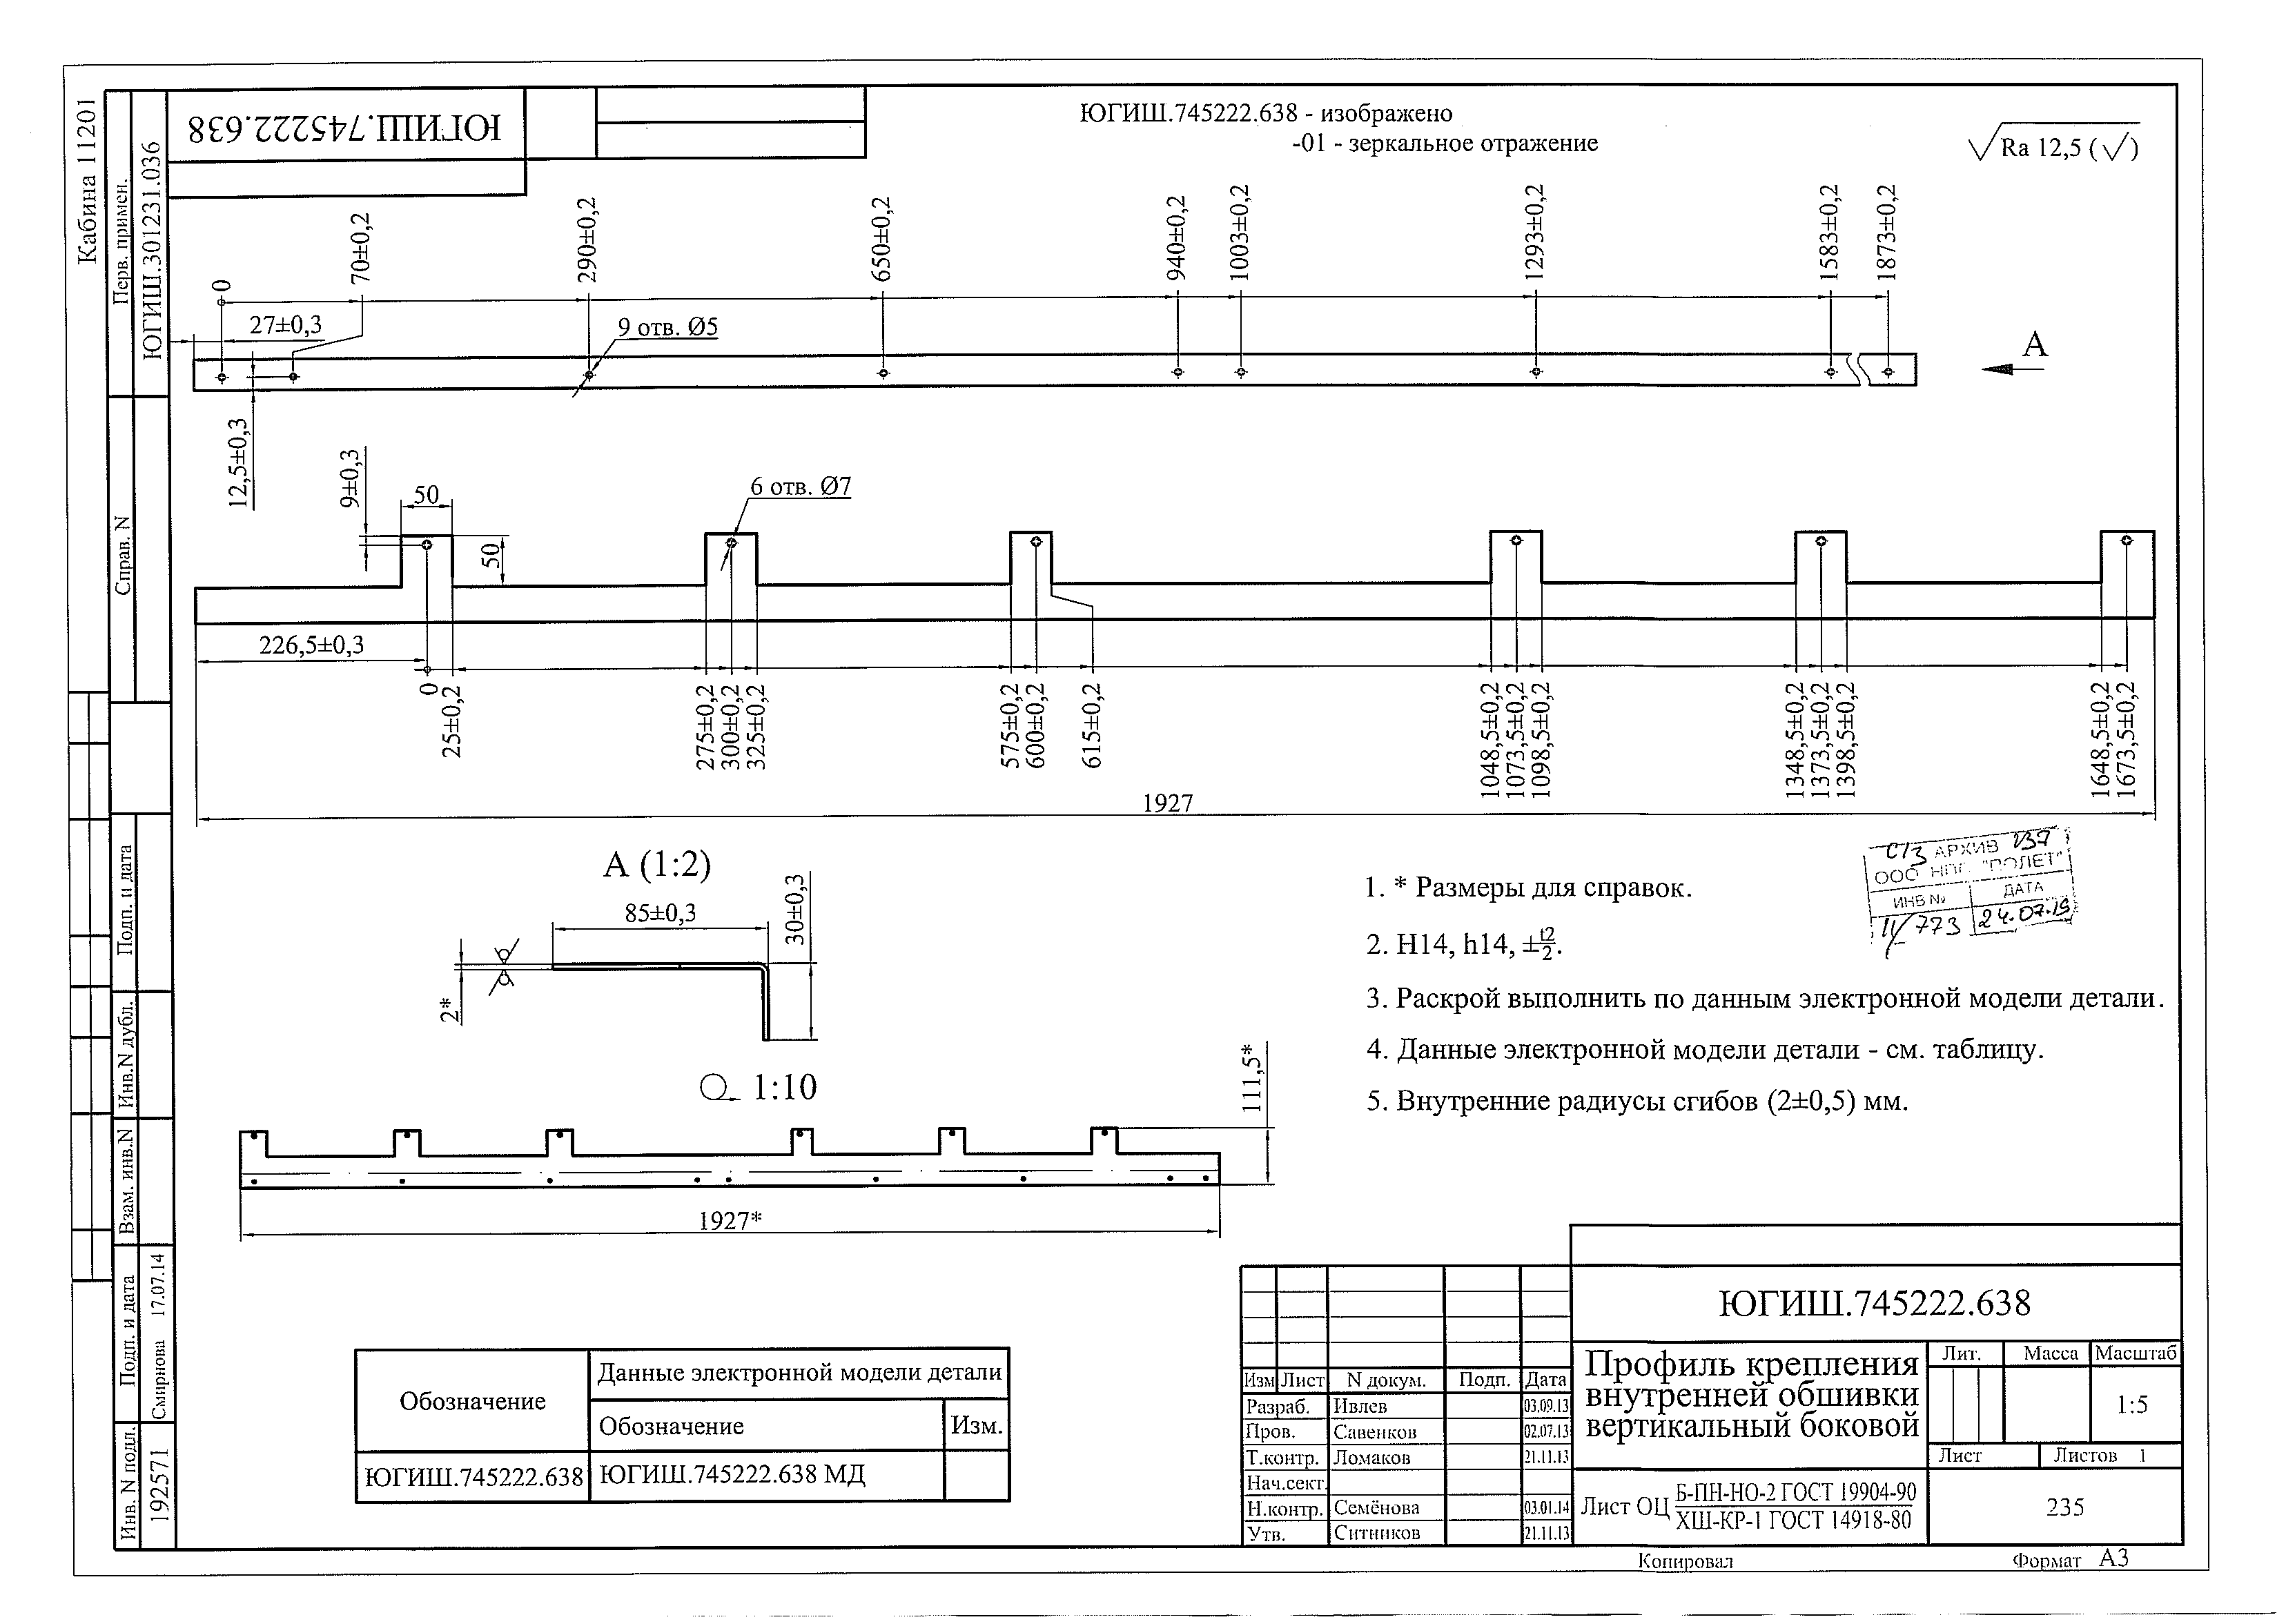 Кабина 11201
Перв. примен.
ЮГИШ.301231.036
Справ. N
Подп. и дата
Инв.N дубл.
Взам. инв.N
Подп. и дата
Смирнова 17.07.14
Инв. N подл.
1922571
ЮГИШ.745222.638
ЮГИШ.745222.638 - изображено
-01 - зеркальное отражение
Ra 12,5 (√)
0
70±0,2
290±0,2
650±0,2
940±0,2
1003±0,2
1293±0,2
1583±0,2
1873±0,2
27±0,3
9 отв. Ø5
А
12,5±0,3
9±0,3
50
50
6 отв. Ø7
226,5±0,3
0
25±0,2
275±0,2
300±0,2
325±0,2
575±0,2
600±0,2
615±0,2
1048,5±0,2
1073,5±0,2
1098,5±0,2
1348,5±0,2
1373,5±0,2
1398,5±0,2
1648,5±0,2
1673,5±0,2
1927
А (1:2)
85±0,3
30±0,3
2*
1:10
111,5*
1927*
1. * Размеры для справок.
2. H14, h14, ±t2/2.
3. Раскрой выполнить по данным электронной модели детали.
4. Данные электронной модели детали - см. таблицу.
5. Внутренние радиусы сгибов (2±0,5) мм.
АРХИВ 237
ООО НПП "ПОЛЕТ"
ИНВ № ДАТА
11/773 24.07.19
Обозначение
Данные электронной модели детали
Обозначение Изм.
ЮГИШ.745222.638 ЮГИШ.745222.638 МД
ЮГИШ.745222.638
Изм Лист N докум. Подп. Дата
Разраб. Ивлев 03.09.13
Пров. Савенков 02.07.13
Т.контр. Ломаков 21.11.13
Нач.сект.
Н.контр. Семёнова 03.01.14
Утв. Ситников 21.11.13
Профиль крепления
внутренней обшивки
вертикальный боковой
Лит. Масса Масштаб
1:5
Лист Листов 1
Лист ОЦ Б-ПН-НО-2 ГОСТ 19904-90
ХШ-КР-1 ГОСТ 14918-80
235
Копировал Формат А3